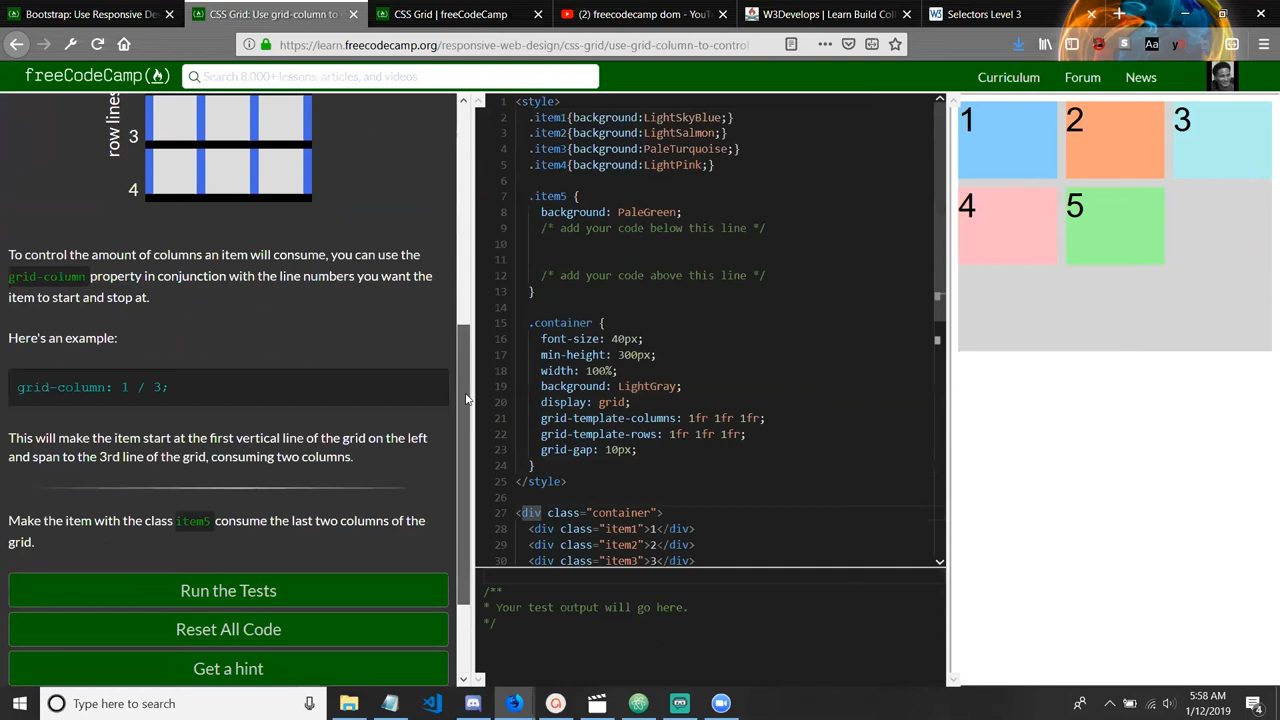 Bootstrap: Use Responsive Des
CSS Grid: Use grid-column to s
CSS Grid | freeCodeCamp
(1) freecodecamp dom - YouT
W3Develops | Learn Build Coll
Selectors Level 3
https://learn.freecodecamp.org/responsive-web-design/css-grid/use-grid-column-to-contro
freeCodeCamp
Search 8,000+ lessons, articles, and videos
Curriculum
Forum
News
row lines
3
4
To control the amount of columns an item will consume, you can use the
grid-column property in conjunction with the line numbers you want the
item to start and stop at.
Here's an example:
grid-column: 1 / 3;
This will make the item start at the first vertical line of the grid on the left
and span to the 3rd line of the grid, consuming two columns.
Make the item with the class item5 consume the last two columns of the
grid.
Run the Tests
Reset All Code
Get a hint
1 <style>
2 .item1{background:LightSkyBlue;}
3 .item2{background:LightSalmon;}
4 .item3{background:PaleTurquoise;}
5 .item4{background:LightPink;}
6
7 .item5 {
8 background: PaleGreen;
9 /* add your code below this line */
10
11
12 /* add your code above this line */
13 }
14
15 .container {
16 font-size: 40px;
17 min-height: 300px;
18 width: 100%;
19 background: LightGray;
20 display: grid;
21 grid-template-columns: 1fr 1fr 1fr;
22 grid-template-rows: 1fr 1fr 1fr;
23 grid-gap: 10px;
24 }
25 </style>
26
27 <div class="container">
28 <div class="item1">1</div>
29 <div class="item2">2</div>
30 <div class="item3">3</div>
/**
* Your test output will go here.
*/
1 2 3
4 5
Type here to search
5:58 AM
1/12/2019
4